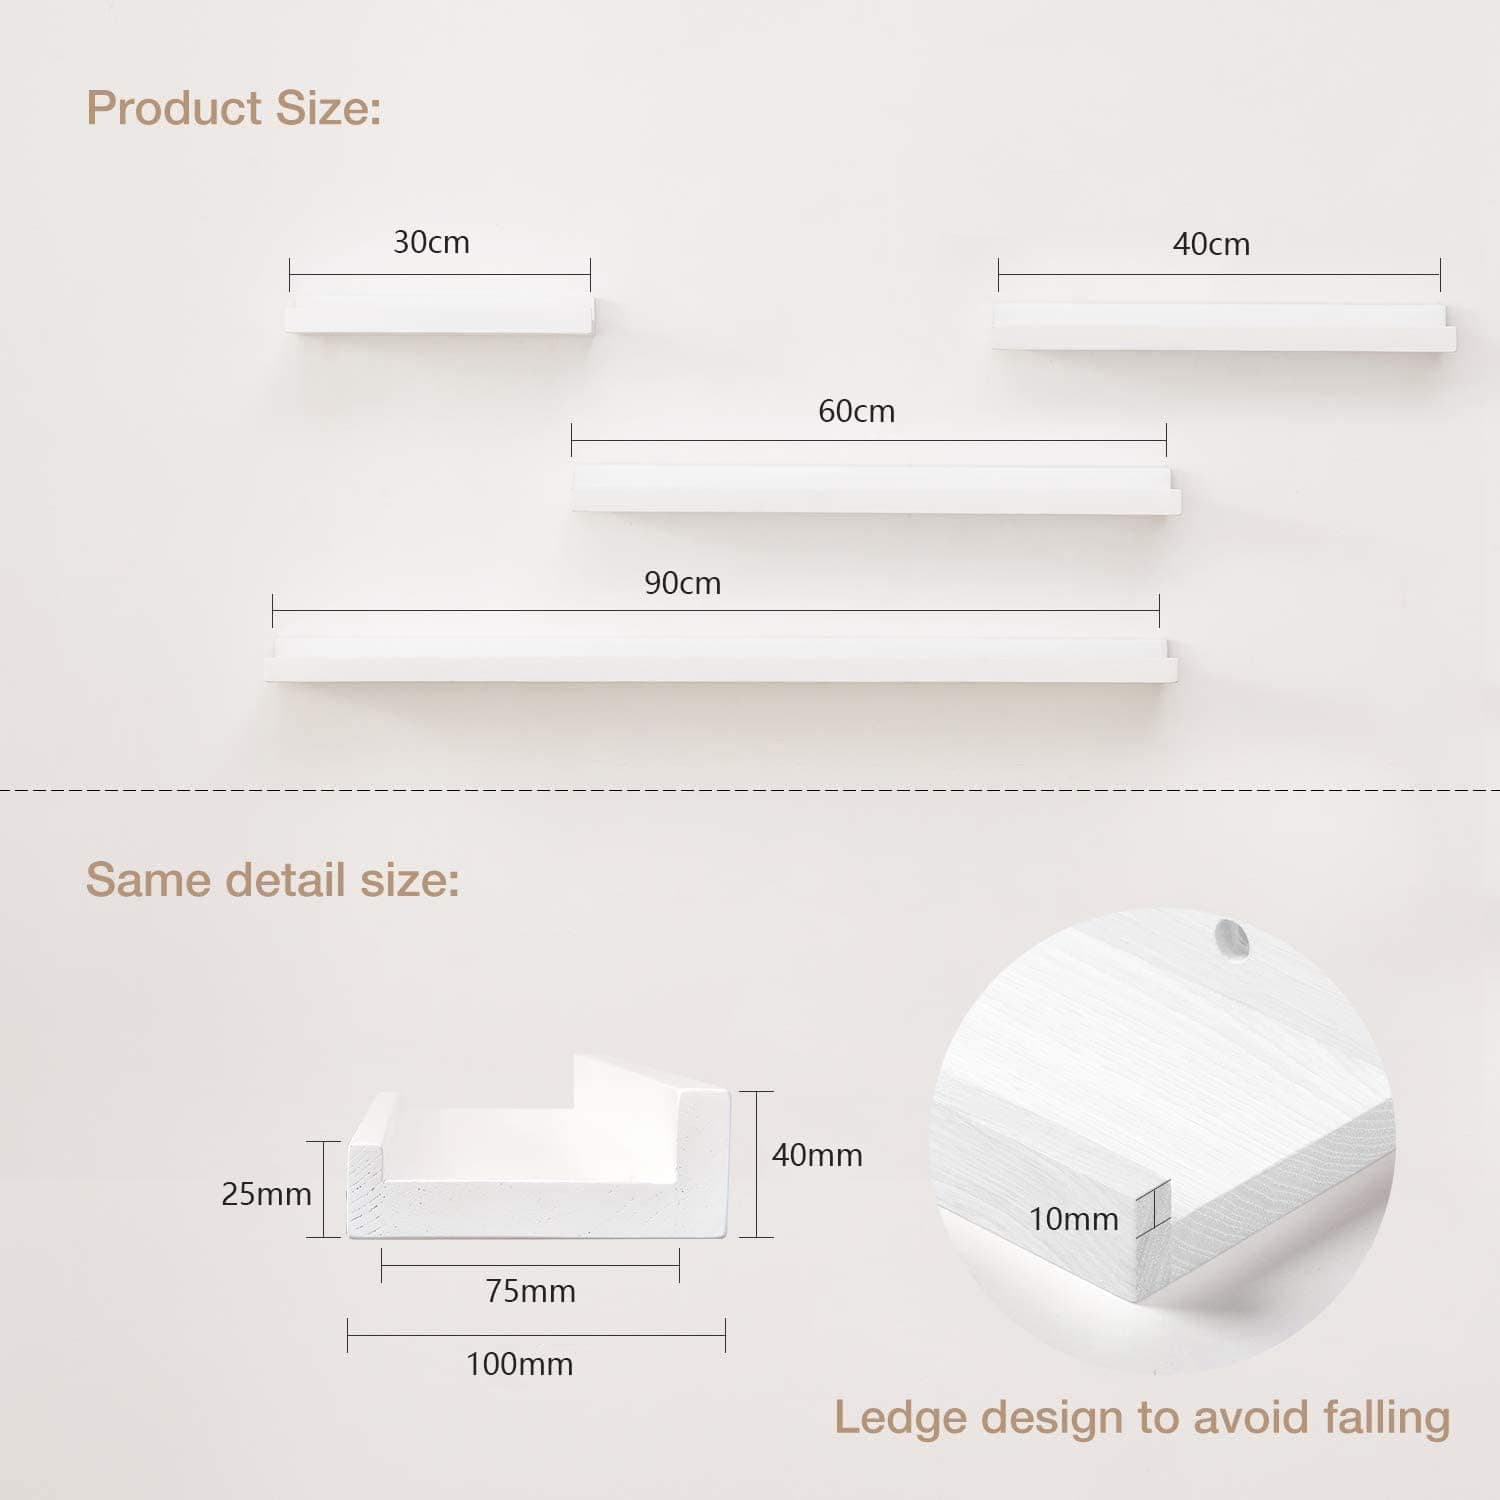 Product Size:
30cm
40cm
60cm
90cm
Same detail size:
25mm
40mm
75mm
100mm
10mm
Ledge design to avoid falling